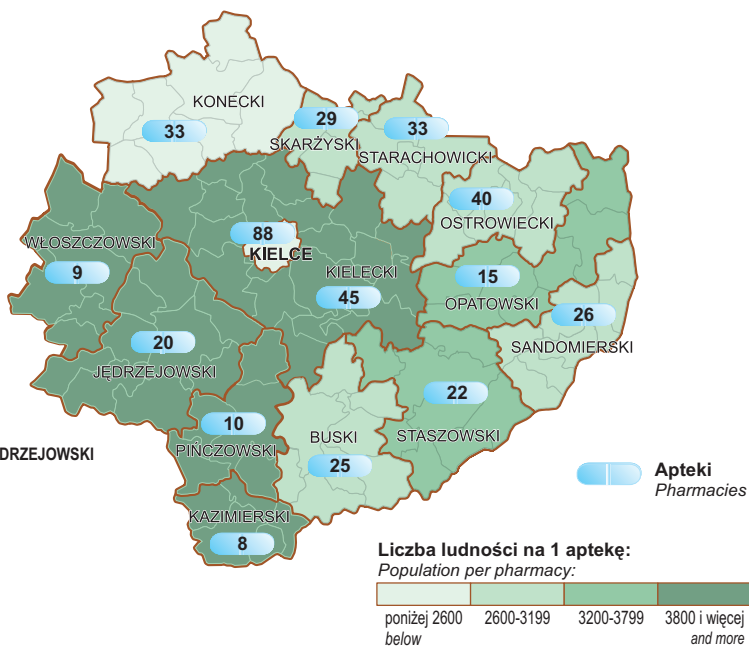 KONECKI
33
29
SKARŻYSKI
33
STARACHOWICKI
40
OSTROWIECKI
WŁOSZCZOWSKI
9
88
KIELCE
KIELECKI
45
15
OPATOWSKI
26
SANDOMIERSKI
20
JĘDRZEJOWSKI
22
STASZOWSKI
10
PIŃCZOWSKI
BUSKI
25
DRZEJOWSKI
KAZIMIERSKI
8
Apteki
Pharmacies
Liczba ludności na 1 aptekę:
Population per pharmacy:
poniżej 2600 2600-3199 3200-3799 3800 i więcej
below and more